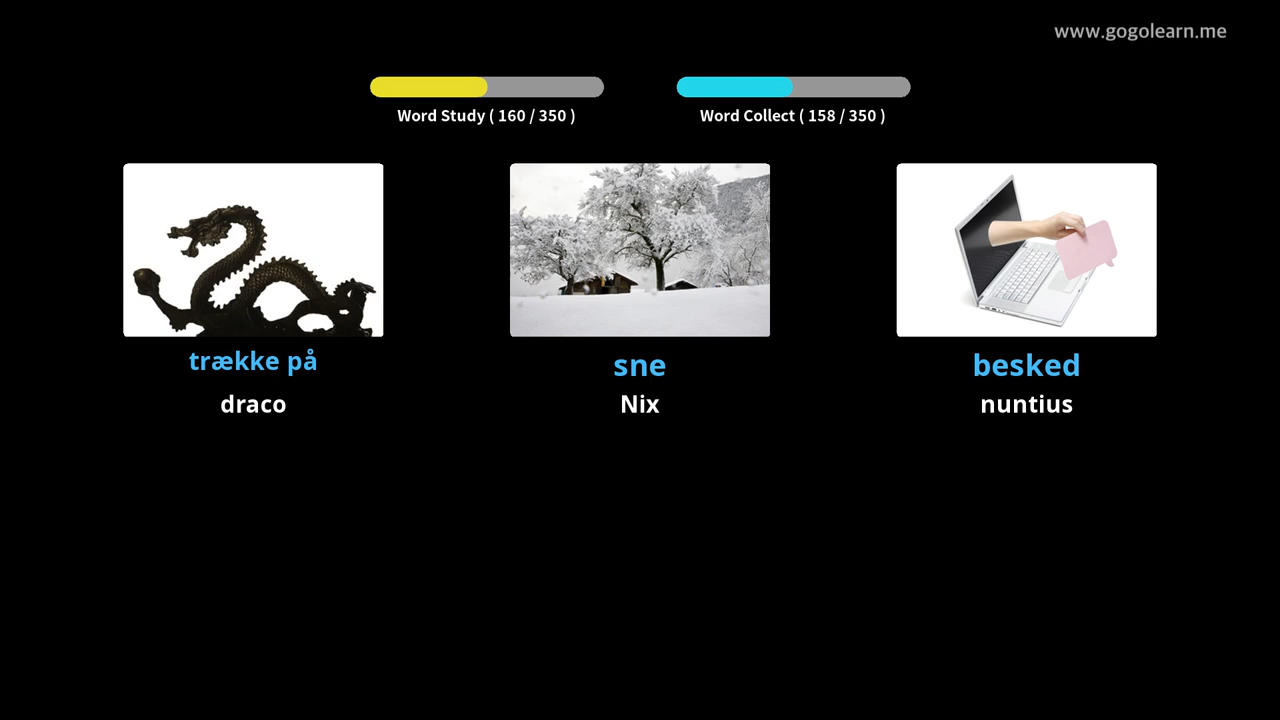 www.gogolearn.me
Word Study ( 160 / 350 )
Word Collect ( 158 / 350 )
trække på
sne
besked
draco
Nix
nuntius